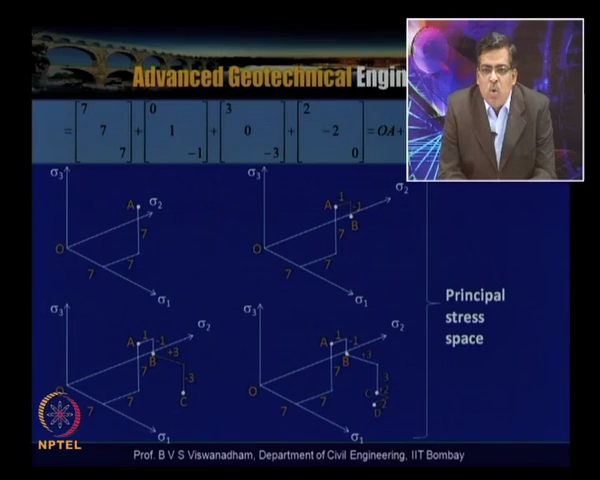 Advanced Geotechnical Engin
= [7 7 7] + [0 1 -1] + [3 0 -3] + [2 -2 0] = OA+
σ3 A σ2 7 O 7 7 σ1
σ3 σ2 A 1 -1 B 7 O 7 7 σ1
Principal
stress
space
σ3 σ2 A 1 -1 B +3 7 -3 C O 7 7 σ1
σ3 σ2 A 1 -1 B +3 7 3 C +2 -2 D O 7 7 σ1
NPTEL
Prof. B V S Viswanadham, Department of Civil Engineering, IIT Bombay